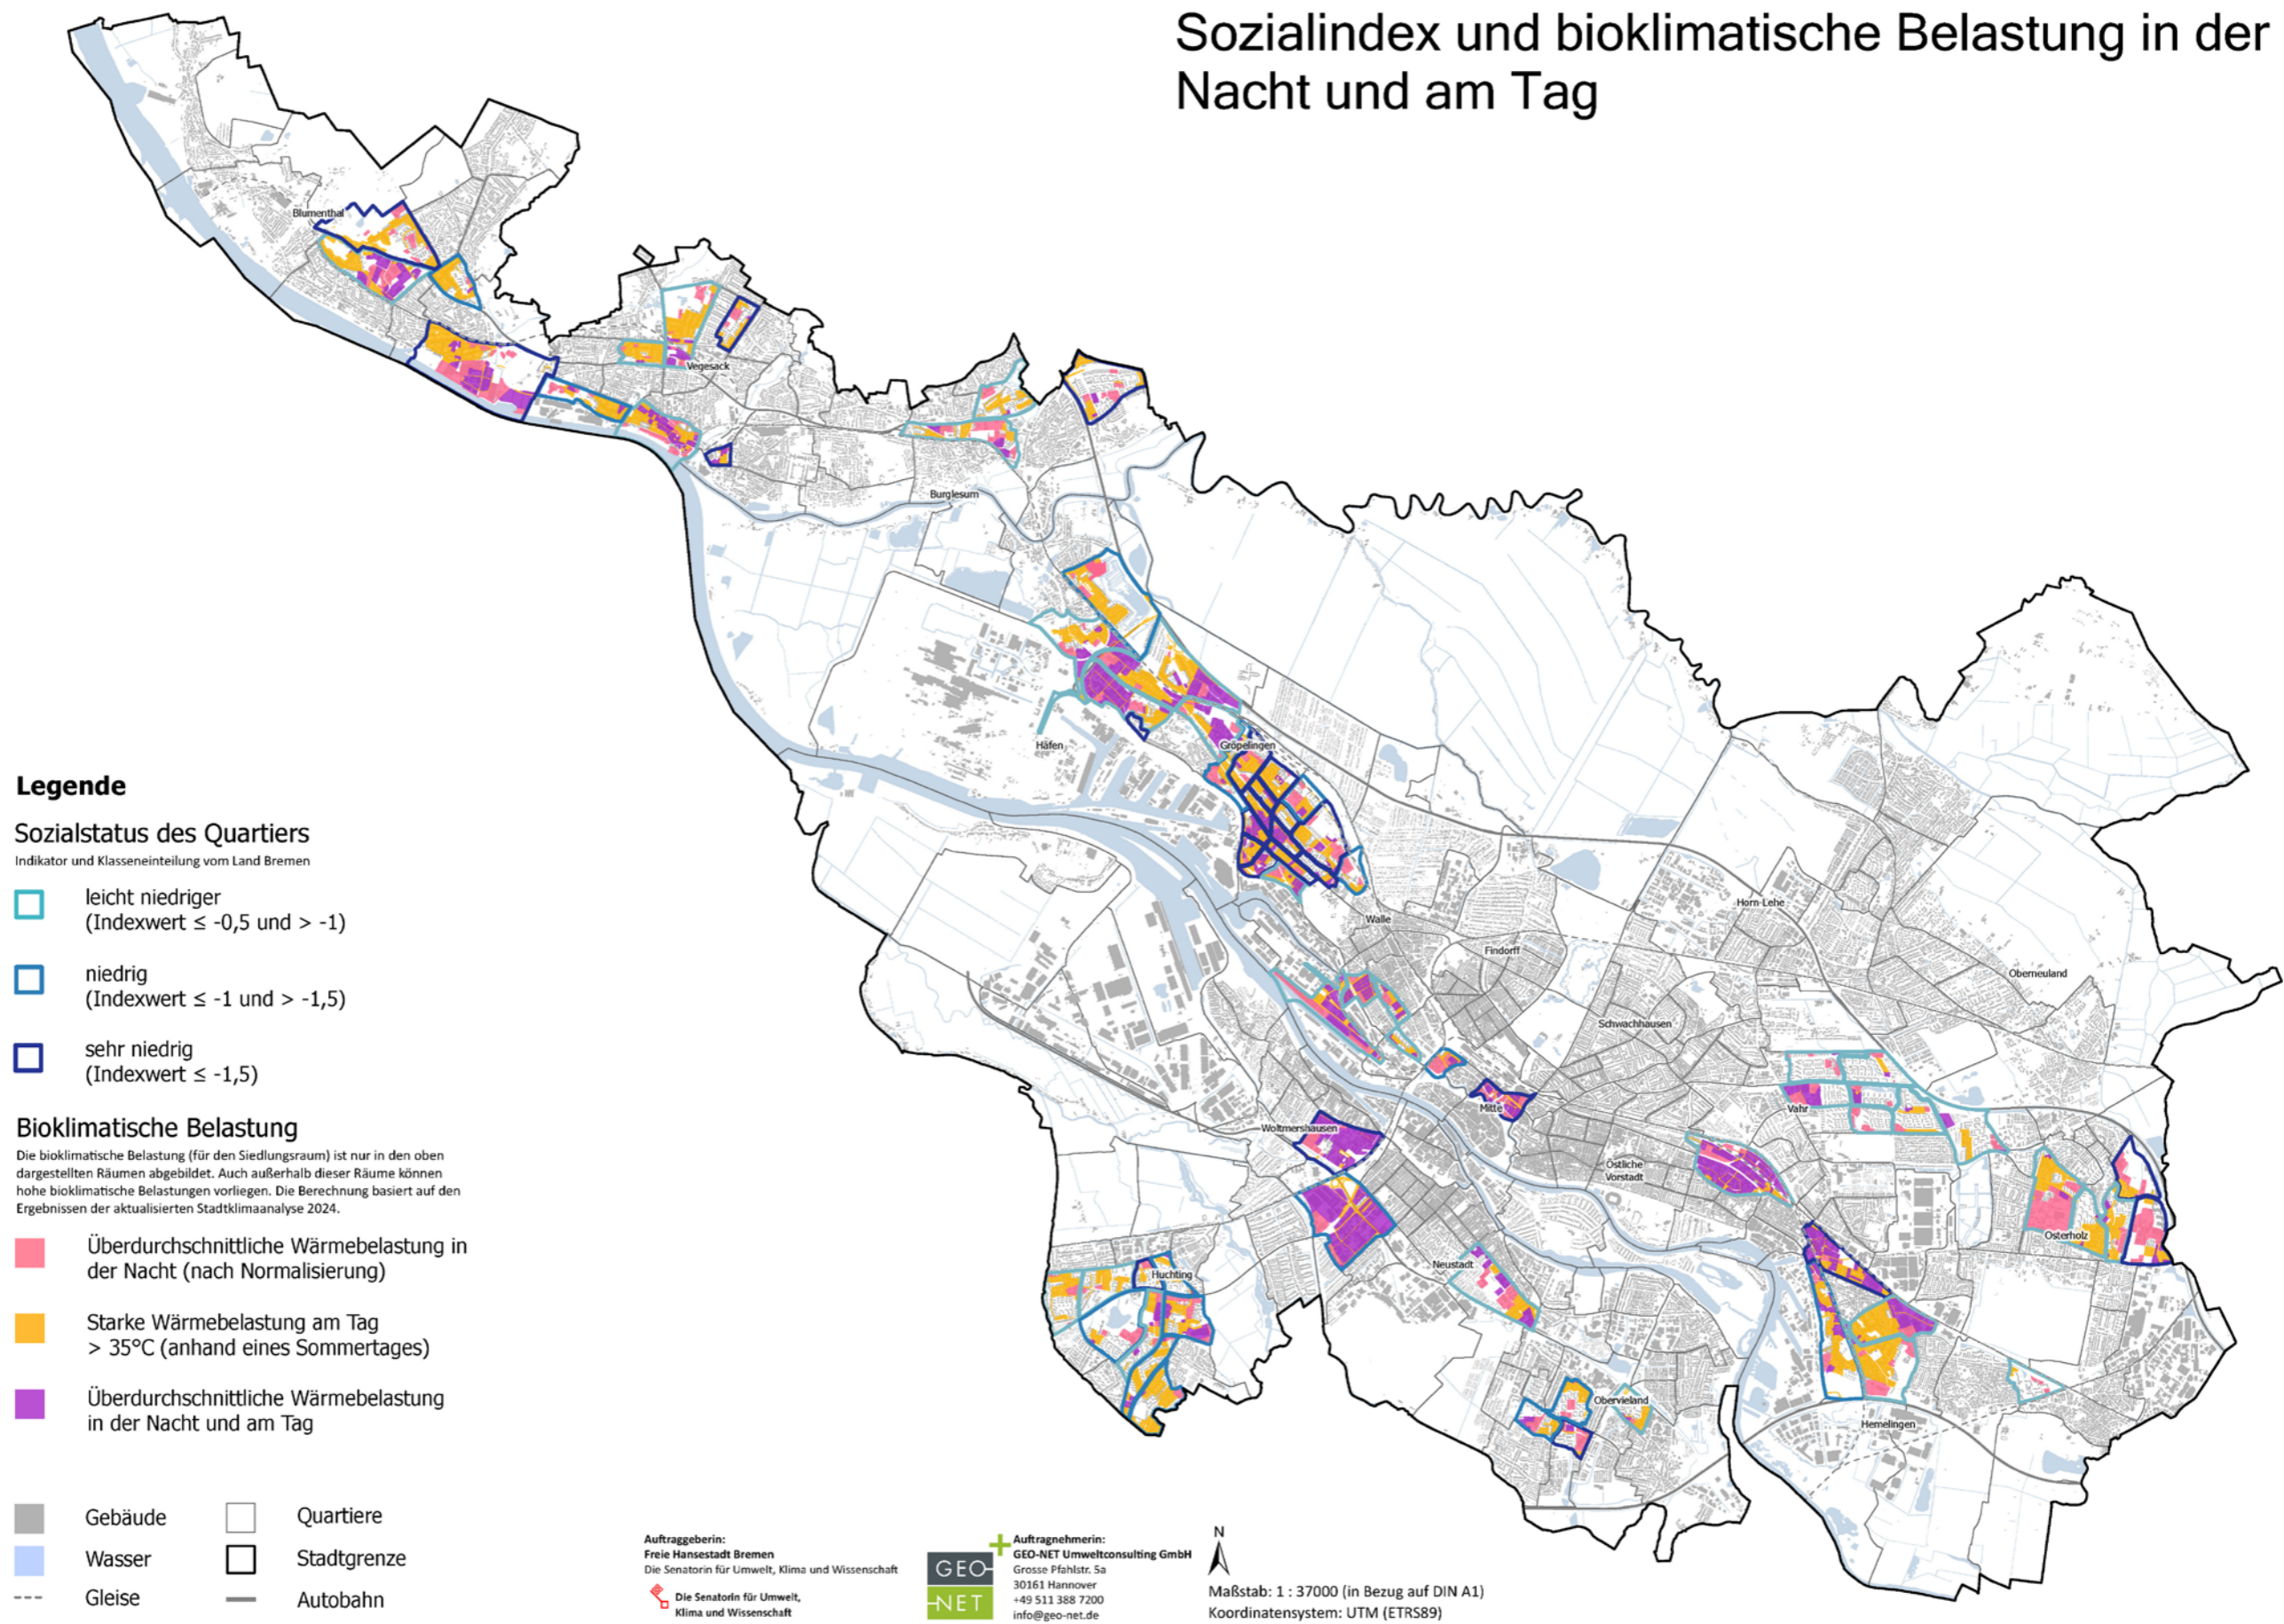 Sozialindex und bioklimatische Belastung in der
Nacht und am Tag
Blumenthal
Vegesack
Burglesum
Häfen
Gröpelingen
Walle
Findorff
Horn-Lehe
Oberneuland
Schwachhausen
Vahr
Mitte
Woltmershausen
Östliche
Vorstadt
Osterholz
Neustadt
Huchting
Obervieland
Hemelingen
Legende
Sozialstatus des Quartiers
Indikator und Klasseneinteilung vom Land Bremen
leicht niedriger
(Indexwert ≤ -0,5 und > -1)
niedrig
(Indexwert ≤ -1 und > -1,5)
sehr niedrig
(Indexwert ≤ -1,5)
Bioklimatische Belastung
Die bioklimatische Belastung (für den Siedlungsraum) ist nur in den oben
dargestellten Räumen abgebildet. Auch außerhalb dieser Räume können
hohe bioklimatische Belastungen vorliegen. Die Berechnung basiert auf den
Ergebnissen der aktualisierten Stadtklimaanalyse 2024.
Überdurchschnittliche Wärmebelastung in
der Nacht (nach Normalisierung)
Starke Wärmebelastung am Tag
> 35°C (anhand eines Sommertages)
Überdurchschnittliche Wärmebelastung
in der Nacht und am Tag
Gebäude
Wasser
Gleise
Quartiere
Stadtgrenze
Autobahn
Auftraggeberin:
Freie Hansestadt Bremen
Die Senatorin für Umwelt, Klima und Wissenschaft
Die Senatorin für Umwelt,
Klima und Wissenschaft
GEO-
-NET
Auftragnehmerin:
GEO-NET Umweltconsulting GmbH
Grosse Pfahlstr. 5a
30161 Hannover
+49 511 388 7200
info@geo-net.de
N
Maßstab: 1 : 37000 (in Bezug auf DIN A1)
Koordinatensystem: UTM (ETRS89)